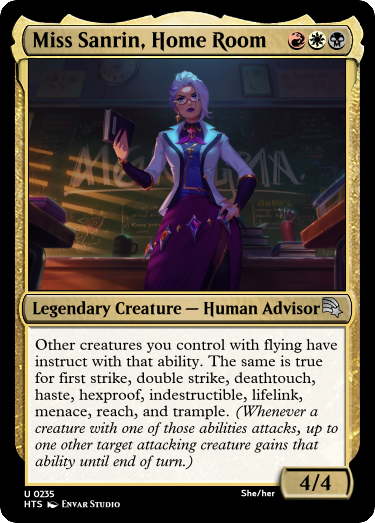 Miss Sanrin, Home Room
Legendary Creature — Human Advisor
Other creatures you control with flying have
instruct with that ability. The same is true
for first strike, double strike, deathtouch,
haste, hexproof, indestructible, lifelink,
menace, reach, and trample. (Whenever a
creature with one of those abilities attacks, up to
one other target attacking creature gains that
ability until end of turn.)
4/4
U 0235
She/her
HTS Envar Studio